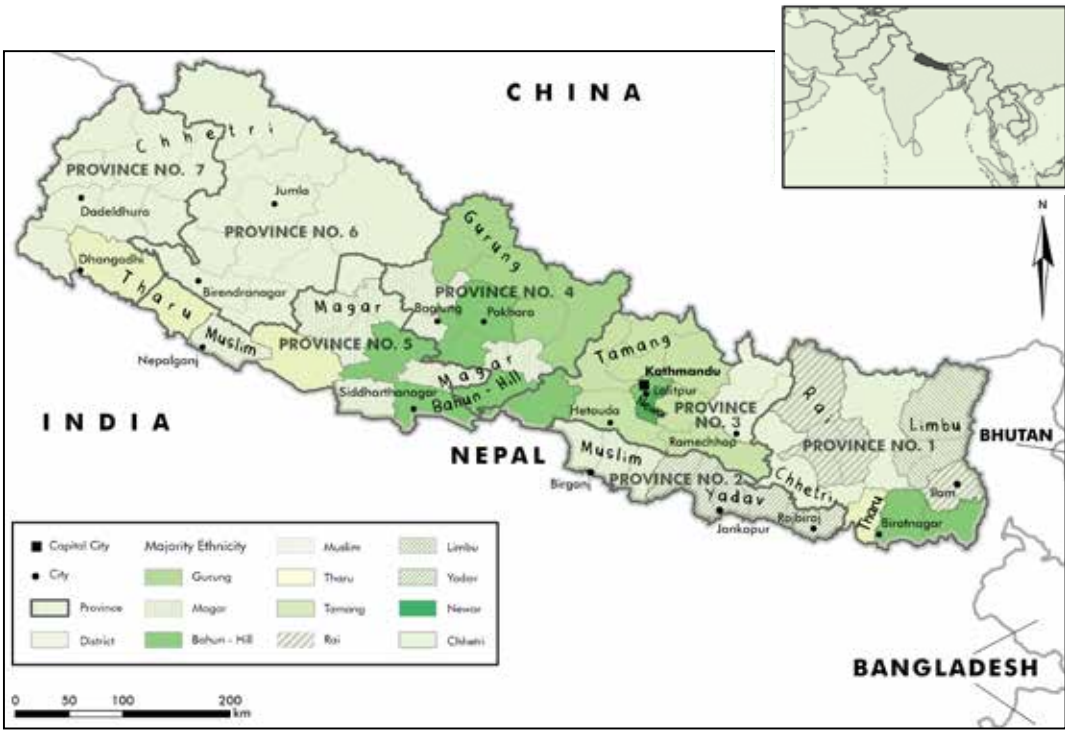 CHINA
N
Chhetri
PROVINCE NO. 7
Jumla
Dadeldhura
PROVINCE NO. 6
Gurung
Dhangadhi
Tharu
Birendranagar
PROVINCE NO. 4
Magar
Baglung
Pokhara
Muslim
PROVINCE NO. 5
Tamang
Nepalganj
Magar
Kathmandu
Lalitpur
Siddharthanagar
Bahun - Hill
Newar
Rai
INDIA
Hetouda
PROVINCE
NO. 3
Limbu
PROVINCE NO. 1
BHUTAN
Ramechhap
NEPAL
Muslim
PROVINCE NO. 2
Chhetri
Birganj
Yadav
Ilam
Jankapur
Rajbiraj
Tharu
Biratnagar
Capital City
Majority Ethnicity
Muslim
Limbu
City
Gurung
Tharu
Yadav
Province
Magar
Tamang
Newar
District
Bahun - Hill
Rai
Chhetri
BANGLADESH
0 50 100 200
km